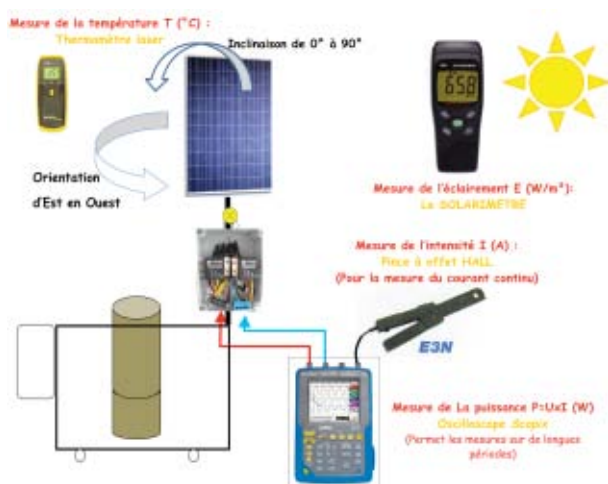 Mesure de la température T (°C) :
Thermomètre laser
Inclinaison de 0° à 90°
Orientation
d'Est en Ouest
658
Mesure de l'éclairement E (W/m²):
Le SOLARIMETRE
Mesure de l'intensité I (A) :
Pince à effet HALL
(Pour la mesure du courant continu)
E3N
Mesure de La puissance P=UxI (W)
Oscilloscope Scopix
(Permet les mesures sur de longues
périodes)